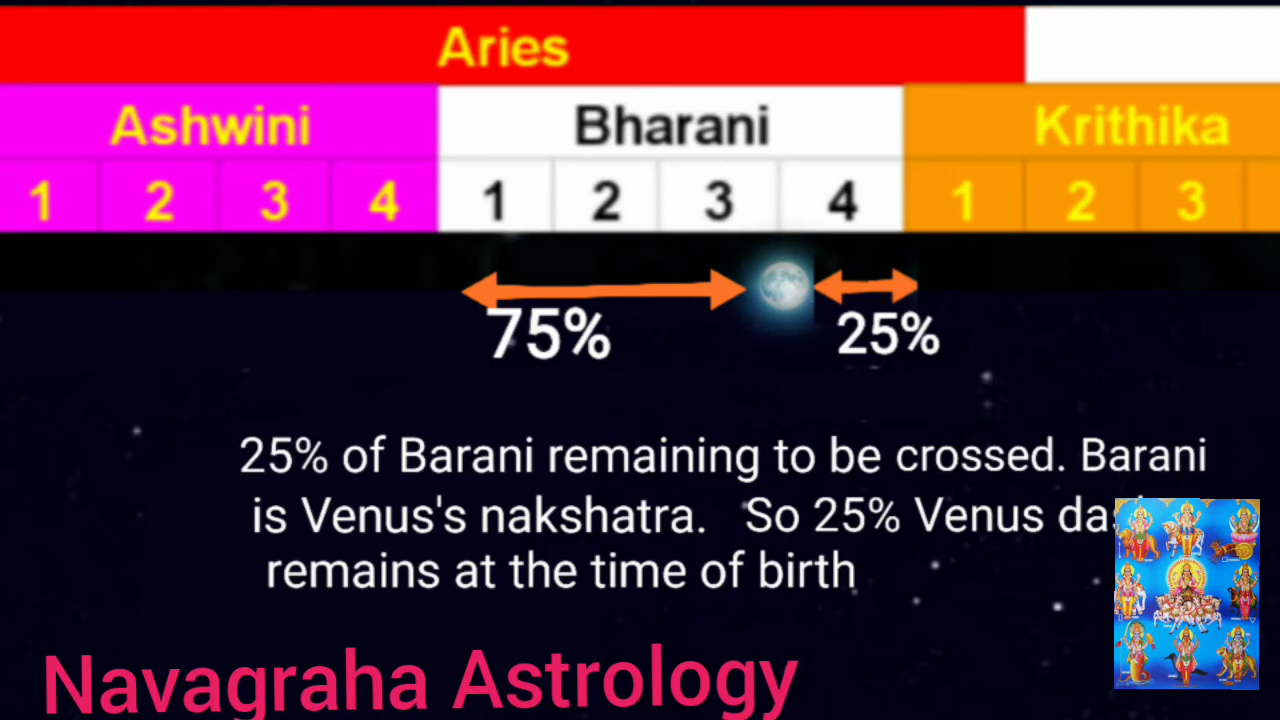 Aries
Ashwini Bharani Krithika
1 2 3 4 1 2 3 4 1 2 3
75% 25%
25% of Barani remaining to be crossed. Barani
is Venus's nakshatra. So 25% Venus
remains at the time of birth
Navagraha Astrology